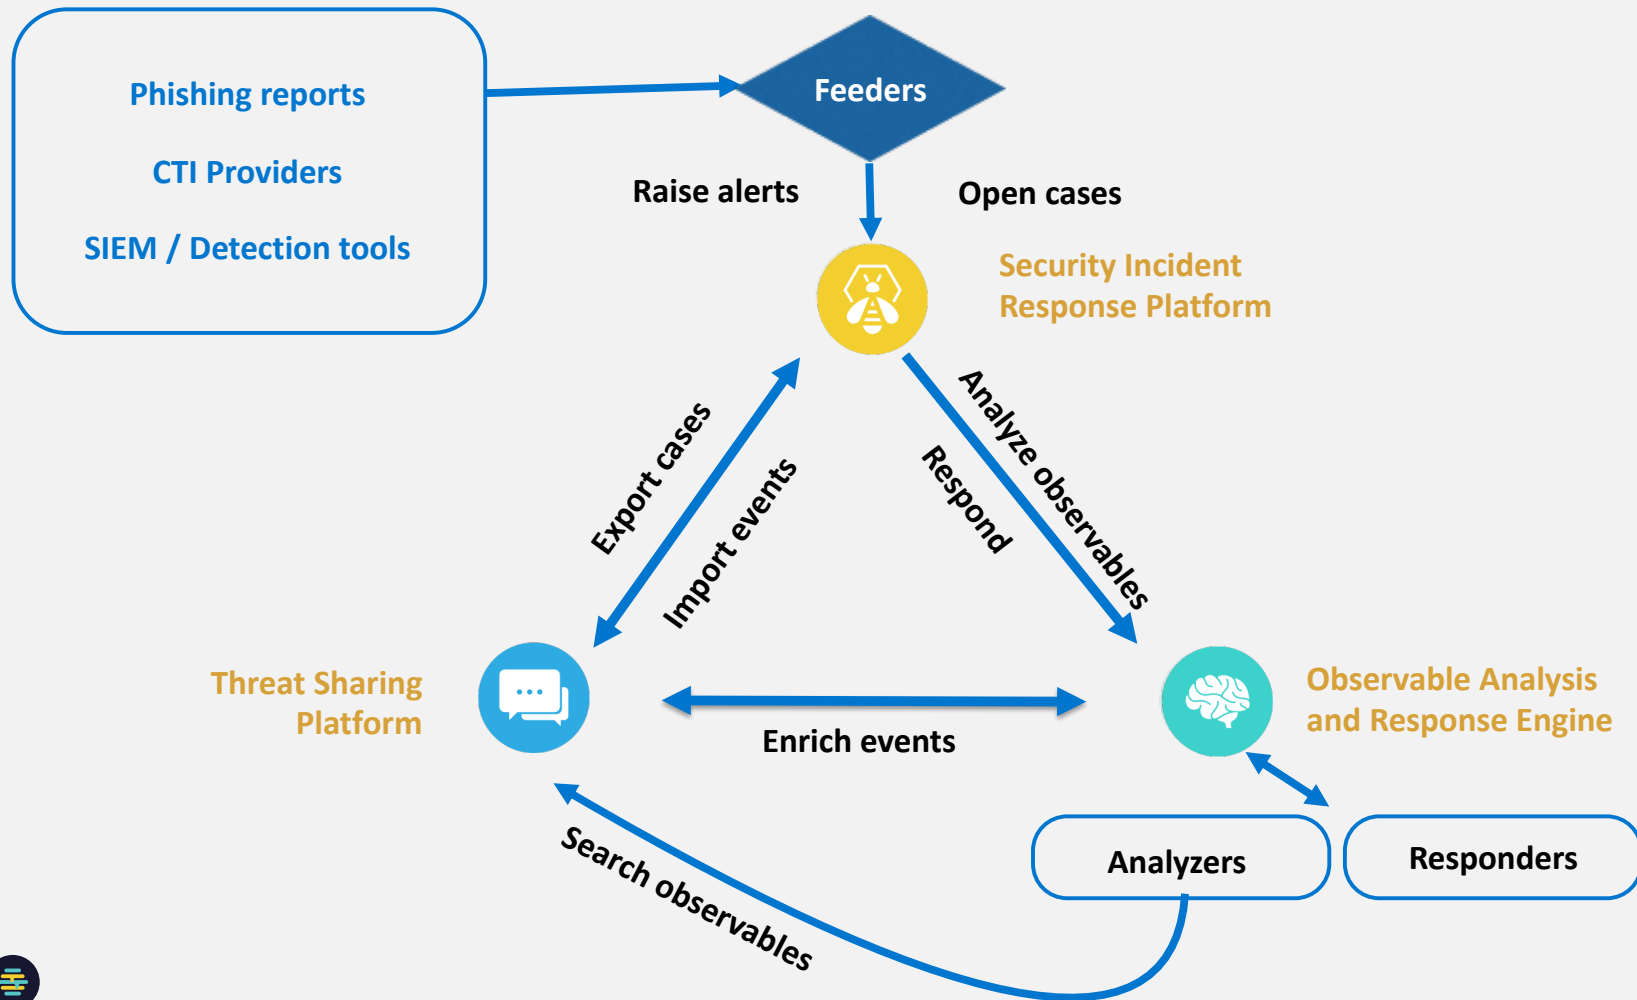 Phishing reports
CTI Providers
SIEM / Detection tools
Feeders
Raise alerts
Open cases
Security Incident
Response Platform
Export cases
Import events
Analyze observables
Respond
Threat Sharing
Platform
Enrich events
Observable Analysis
and Response Engine
Search observables
Analyzers
Responders